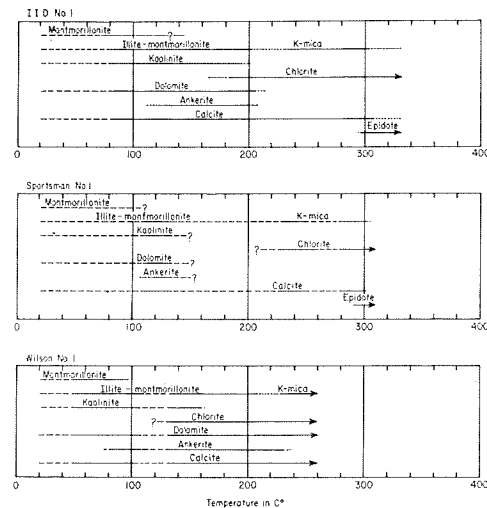 IID No.1
Montmorillonite
?
Illite-montmorillonite K-mica
Kaolinite
Chlorite
Dolomite
Ankerite
Calcite
Epidote
0 100 200 300 400
Sportsman No.1
Montmorillonite
?
Illite-montmorillonite K-mica
Kaolinite
?
? Chlorite
Dolomite
?
Ankerite
?
Calcite
Epidote
0 100 200 300 400
Wilson No.1
Montmorillonite
Illite-montmorillonite K-mica
Kaolinite
? Chlorite
Dolomite
Ankerite
Calcite
0 100 200 300 400
Temperature in C°